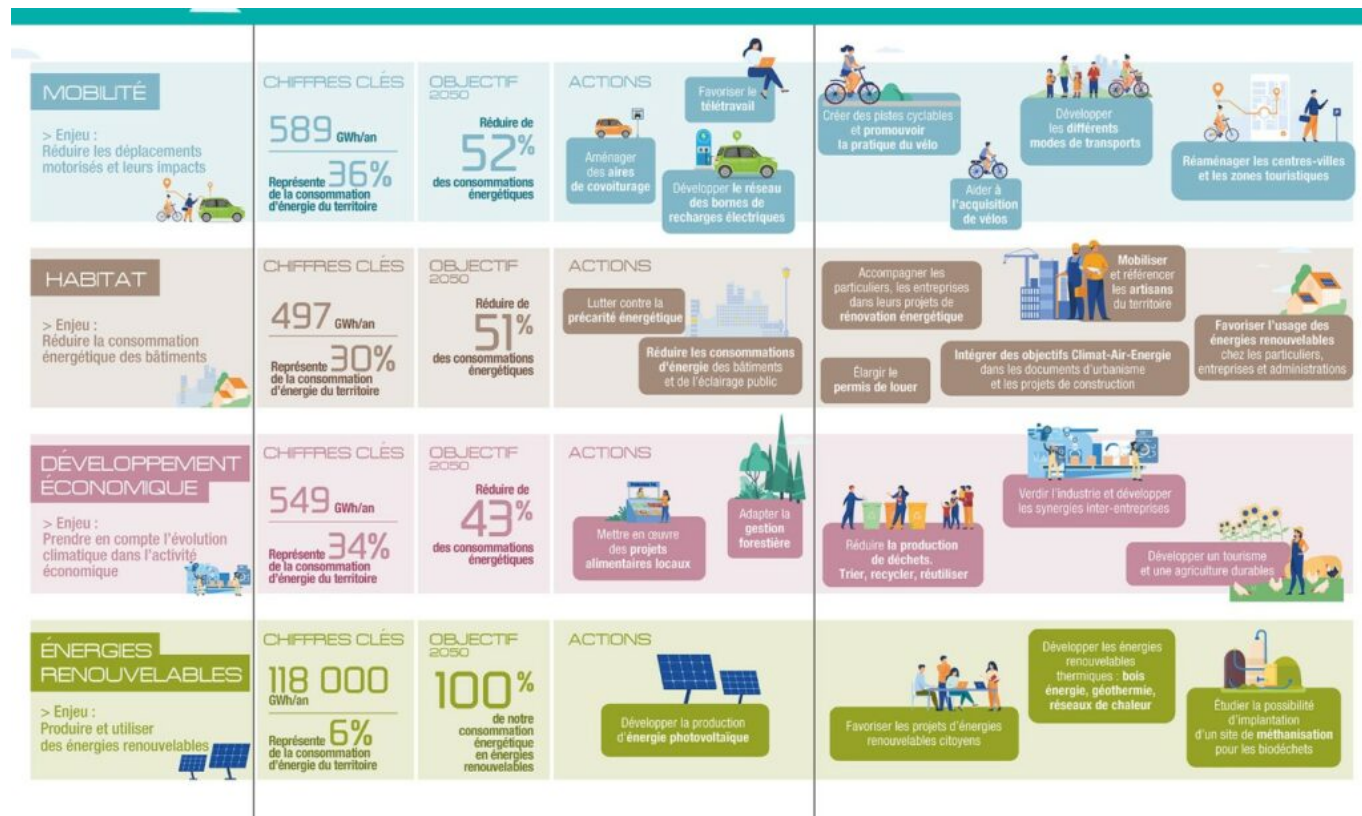 MOBILITÉ
> Enjeu :
Réduire les déplacements
motorisés et leurs impacts
CHIFFRES CLÉS
589 GWh/an
Représente 36%
de la consommation
d'énergie du territoire
OBJECTIF
2050
Réduire de
52%
des consommations
énergétiques
ACTIONS
Favoriser le
télétravail
Aménager
des aires
de covoiturage
Développer le réseau
des bornes de
recharges électriques
Créer des pistes cyclables
et promouvoir
la pratique du vélo
Aider à
l'acquisition
de vélos
Développer
les différents
modes de transports
Réaménager les centres-villes
et les zones touristiques
HABITAT
> Enjeu :
Réduire la consommation
énergétique des bâtiments
CHIFFRES CLÉS
497 GWh/an
Représente 30%
de la consommation
d'énergie du territoire
OBJECTIF
2050
Réduire de
51%
des consommations
énergétiques
ACTIONS
Lutter contre la
précarité énergétique
Réduire les consommations
d'énergie des bâtiments
et de l'éclairage public
Accompagner les
particuliers, les entreprises
dans leurs projets de
rénovation énergétique
Élargir le
permis de louer
Mobiliser
et référencer
les artisans
du territoire
Intégrer des objectifs Climat-Air-Energie
dans les documents d'urbanisme
et les projets de construction
Favoriser l'usage des
énergies renouvelables
chez les particuliers,
entreprises et administrations
DÉVELOPPEMENT
ÉCONOMIQUE
> Enjeu :
Prendre en compte l'évolution
climatique dans l'activité
économique
CHIFFRES CLÉS
549 GWh/an
Représente 34%
de la consommation
d'énergie du territoire
OBJECTIF
2050
Réduire de
43%
des consommations
énergétiques
ACTIONS
Mettre en œuvre
des projets
alimentaires locaux
Adapter la
gestion
forestière
Réduire la production
de déchets.
Trier, recycler, réutiliser
Verdir l'industrie et développer
les synergies inter-entreprises
Développer un tourisme
et une agriculture durables
ÉNERGIES
RENOUVELABLES
> Enjeu :
Produire et utiliser
des énergies renouvelables
CHIFFRES CLÉS
118 000
GWh/an
Représente 6%
de la consommation
d'énergie du territoire
OBJECTIF
2050
100%
de notre
consommation
énergétique
en énergies
renouvelables
ACTIONS
Développer la production
d'énergie photovoltaïque
Favoriser les projets d'énergies
renouvelables citoyens
Développer les énergies
renouvelables
thermiques : bois
énergie, géothermie,
réseaux de chaleur
Étudier la possibilité
d'implantation
d'un site de méthanisation
pour les biodéchets